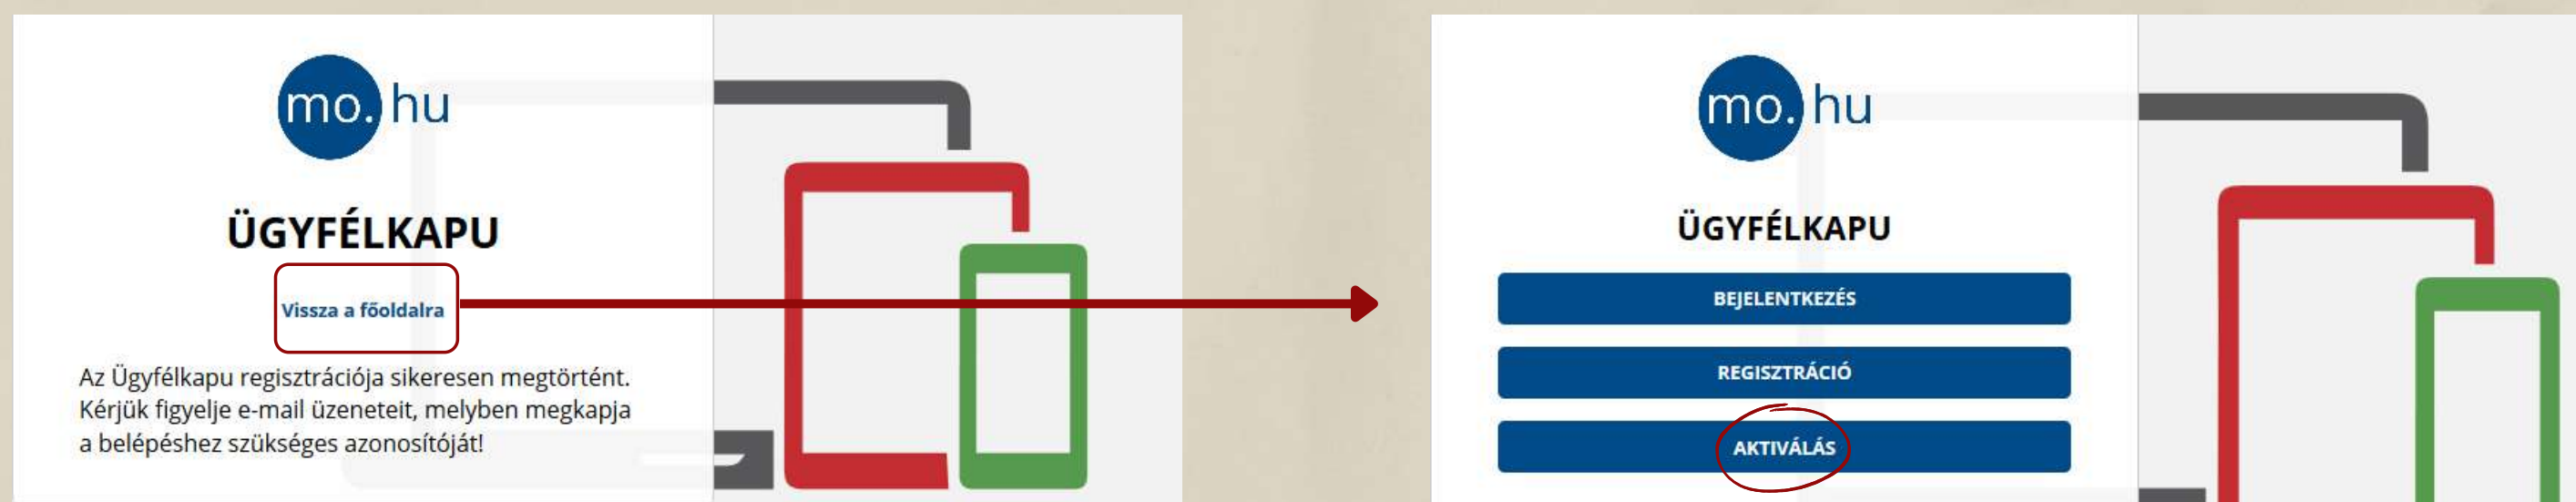 mo.hu
ÜGYFÉLKAPU
Vissza a főoldalra
Az Ügyfélkapu regisztrációja sikeresen megtörtént.
Kérjük figyelje e-mail üzeneteit, melyben megkapja
a belépéshez szükséges azonosítóját!
mo.hu
ÜGYFÉLKAPU
BEJELENTKEZÉS
REGISZTRÁCIÓ
AKTIVÁLÁS